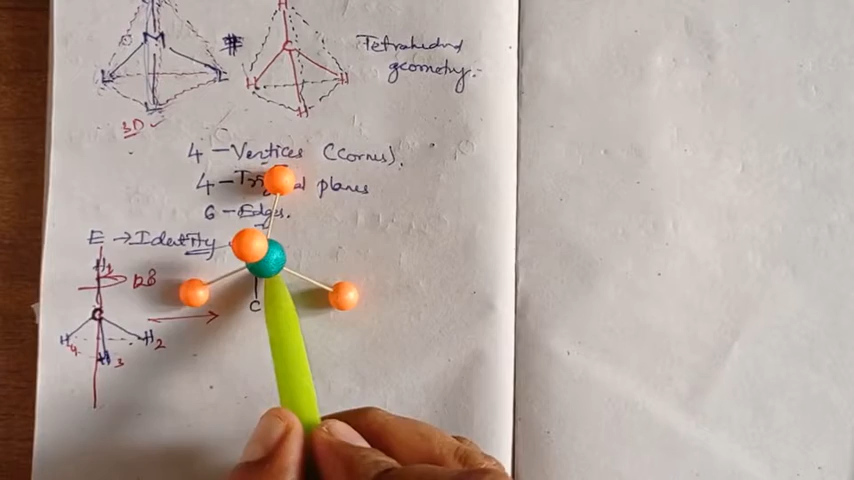 Tetrahedral
geometry.
3D ✓
4 – Vertices (Corners).
4 – planes
6 – Edges.
E → Identity
H1
C
H4
H2
H3
C